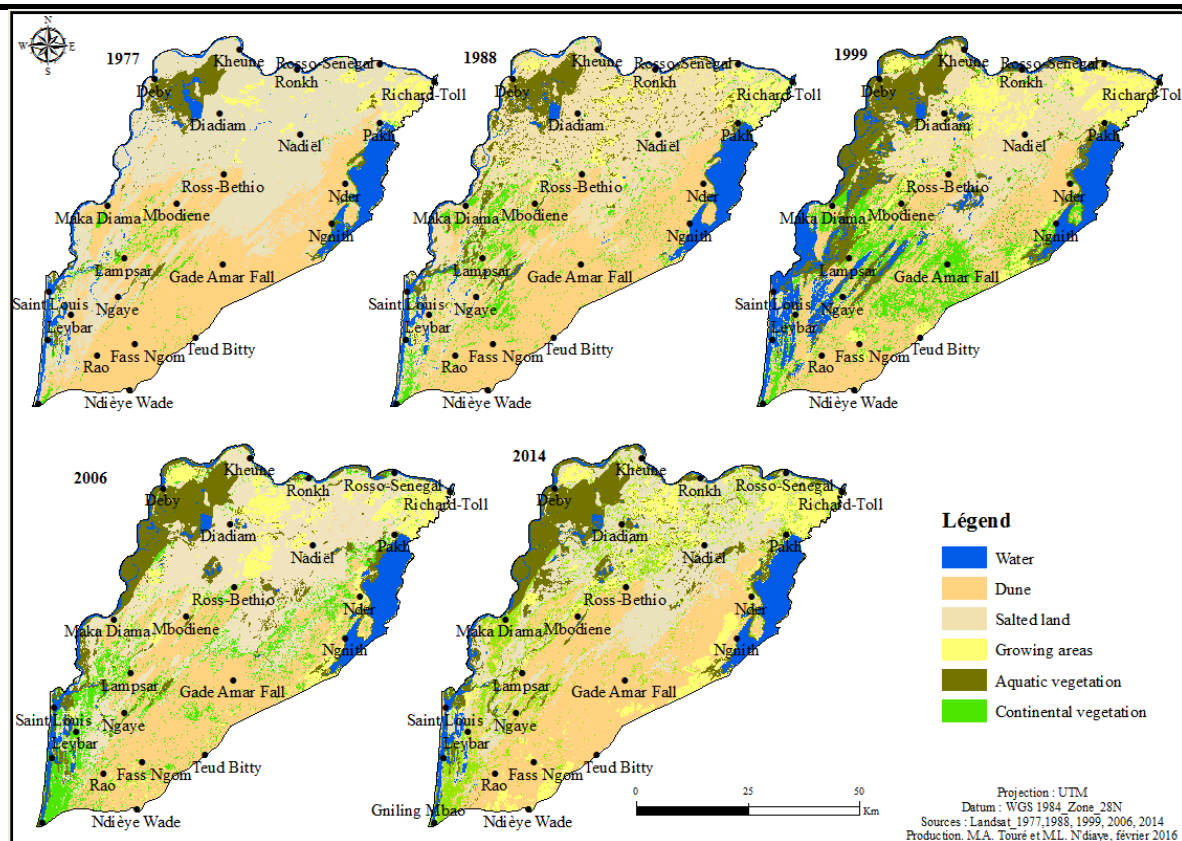 N
W E
S
1977
Kheune
Rosso-Senegal
Ronkh
Deby
Richard-Toll
Diadiam
Nadiël
Pakh
Ross-Bethio
Nder
Maka Diama
Mbodiene
Ngnith
Lampsar
Gade Amar Fall
Saint Louis
Ngaye
Leybar
Teud Bitty
Fass Ngom
Rao
Ndièye Wade
1988
Kheune
Rosso-Senegal
Ronkh
Deby
Richard-Toll
Diadiam
Nadiël
Pakh
Ross-Bethio
Nder
Maka Diama
Mbodiene
Ngnith
Lampsar
Gade Amar Fall
Saint Louis
Ngaye
Leybar
Teud Bitty
Fass Ngom
Rao
Ndièye Wade
1999
Kheune
Rosso-Senegal
Ronkh
Deby
Richard-Toll
Diadiam
Nadiël
Pakh
Ross-Bethio
Nder
Maka Diama
Mbodiene
Ngnith
Lampsar
Gade Amar Fall
Saint Louis
Ngaye
Leybar
Teud Bitty
Fass Ngom
Rao
Ndièye Wade
2006
Kheune
Rosso-Senegal
Ronkh
Deby
Richard-Toll
Diadiam
Nadiël
Pakh
Ross-Bethio
Nder
Maka Diama
Mbodiene
Ngnith
Lampsar
Gade Amar Fall
Saint Louis
Ngaye
Leybar
Teud Bitty
Fass Ngom
Rao
Ndièye Wade
2014
Kheune
Rosso-Senegal
Ronkh
Deby
Richard-Toll
Diadiam
Nadiël
Pakh
Ross-Bethio
Nder
Maka Diama
Mbodiene
Ngnith
Lampsar
Gade Amar Fall
Saint Louis
Ngaye
Leybar
Teud Bitty
Fass Ngom
Rao
Gniling Mbao
Ndièye Wade
Légend
Water
Dune
Salted land
Growing areas
Aquatic vegetation
Continental vegetation
0 25 50
Km
Projection : UTM
Datum : WGS 1984_Zone_28N
Sources : Landsat_1977,1988, 1999, 2006, 2014
Production. M.A. Touré et M.L. N'diaye, février 2016